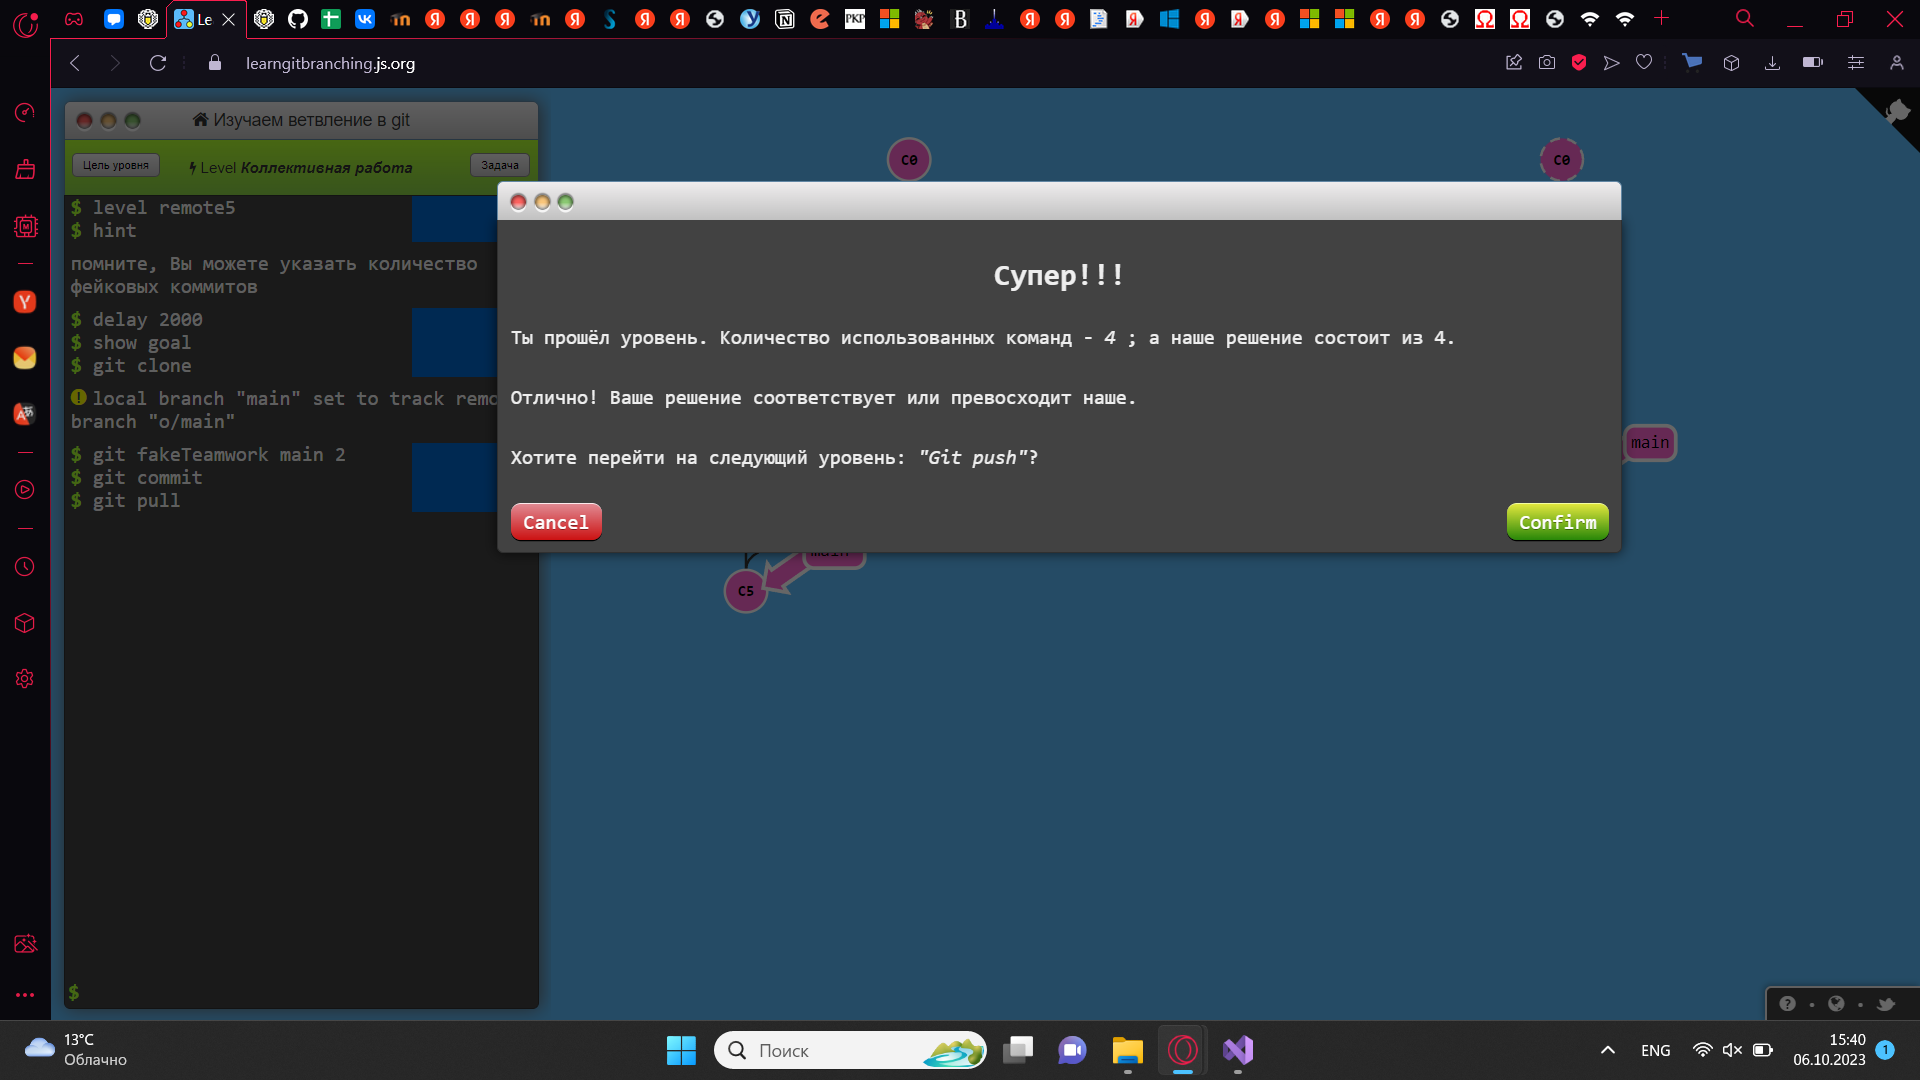 Le
learngitbranching.js.org
Изучаем ветвление в git
Цель уровня
Level Коллективная работа
Задача
$ level remote5
$ hint
помните, Вы можете указать количество
фейковых коммитов
$ delay 2000
$ show goal
$ git clone
local branch "main" set to track remo
branch "o/main"
$ git fakeTeamwork main 2
$ git commit
$ git pull
$
C0
C0
Супер!!!
Ты прошёл уровень. Количество использованных команд - 4 ; а наше решение состоит из 4.
Отлично! Ваше решение соответствует или превосходит наше.
Хотите перейти на следующий уровень: "Git push"?
Cancel
Confirm
main
main
C5
13°C
Облачно
Поиск
ENG
15:40
06.10.2023
1